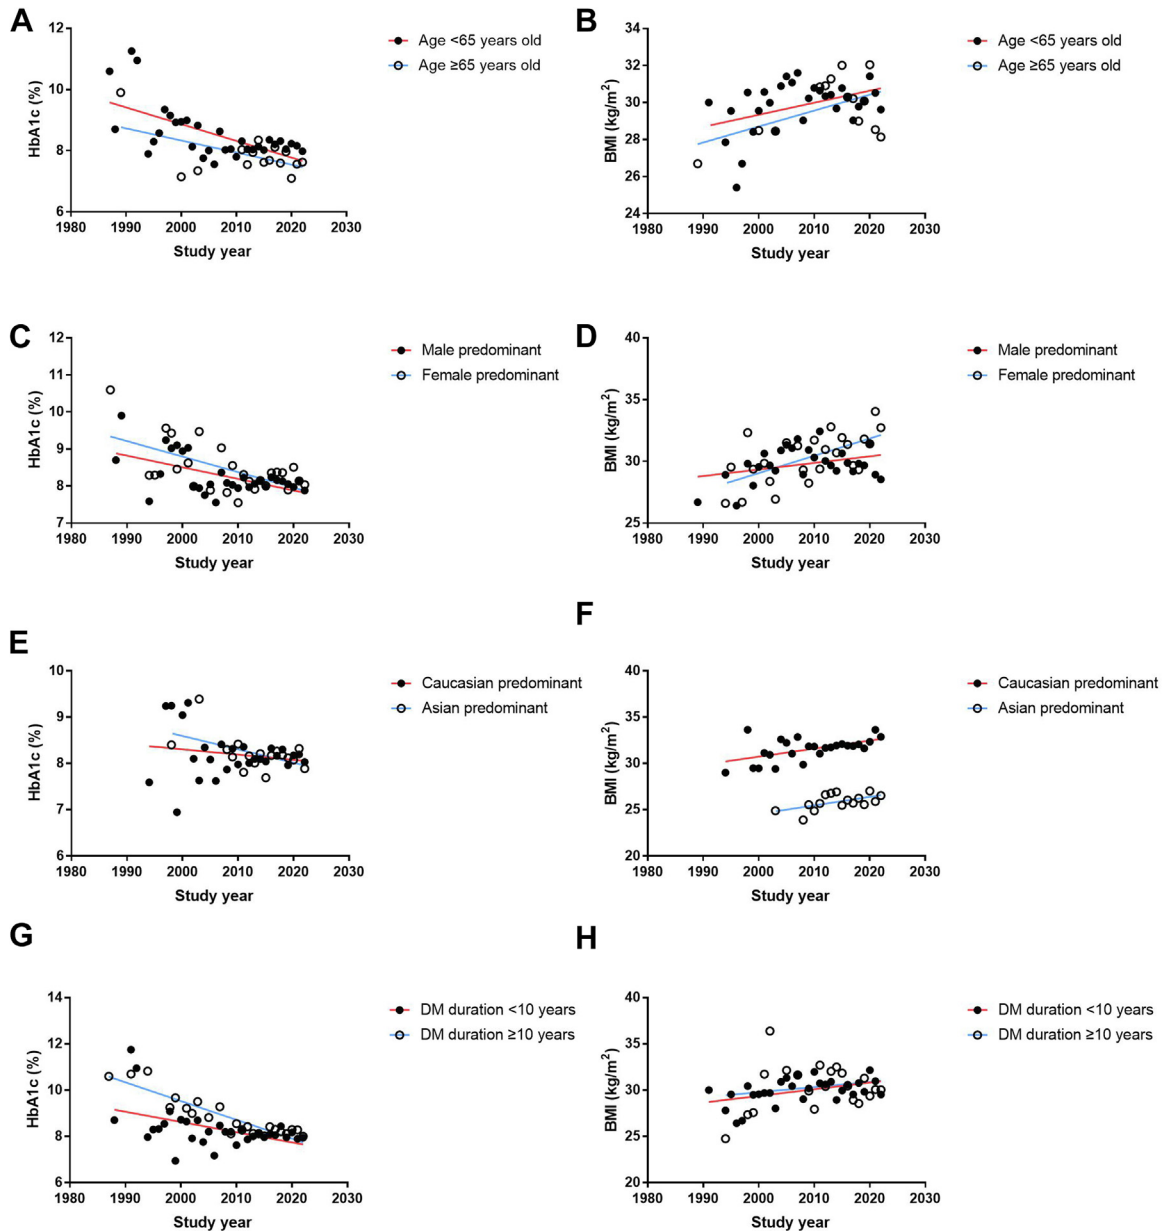 A
HbA1c (%)
12
10
8
6
1980 1990 2000 2010 2020 2030
Study year
Age <65 years old
Age ≥65 years old
B
BMI (kg/m²)
34
32
30
28
26
24
1980 1990 2000 2010 2020 2030
Study year
Age <65 years old
Age ≥65 years old
C
HbA1c (%)
12
11
10
9
8
7
1980 1990 2000 2010 2020 2030
Study year
Male predominant
Female predominant
D
BMI (kg/m²)
40
35
30
25
1980 1990 2000 2010 2020 2030
Study year
Male predominant
Female predominant
E
HbA1c (%)
10
9
8
7
6
1980 1990 2000 2010 2020 2030
Study year
Caucasian predominant
Asian predominant
F
BMI (kg/m²)
40
35
30
25
20
1980 1990 2000 2010 2020 2030
Study year
Caucasian predominant
Asian predominant
G
HbA1c (%)
14
12
10
8
6
1980 1990 2000 2010 2020 2030
Study year
DM duration <10 years
DM duration ≥10 years
H
BMI (kg/m²)
40
35
30
25
20
1980 1990 2000 2010 2020 2030
Study year
DM duration <10 years
DM duration ≥10 years